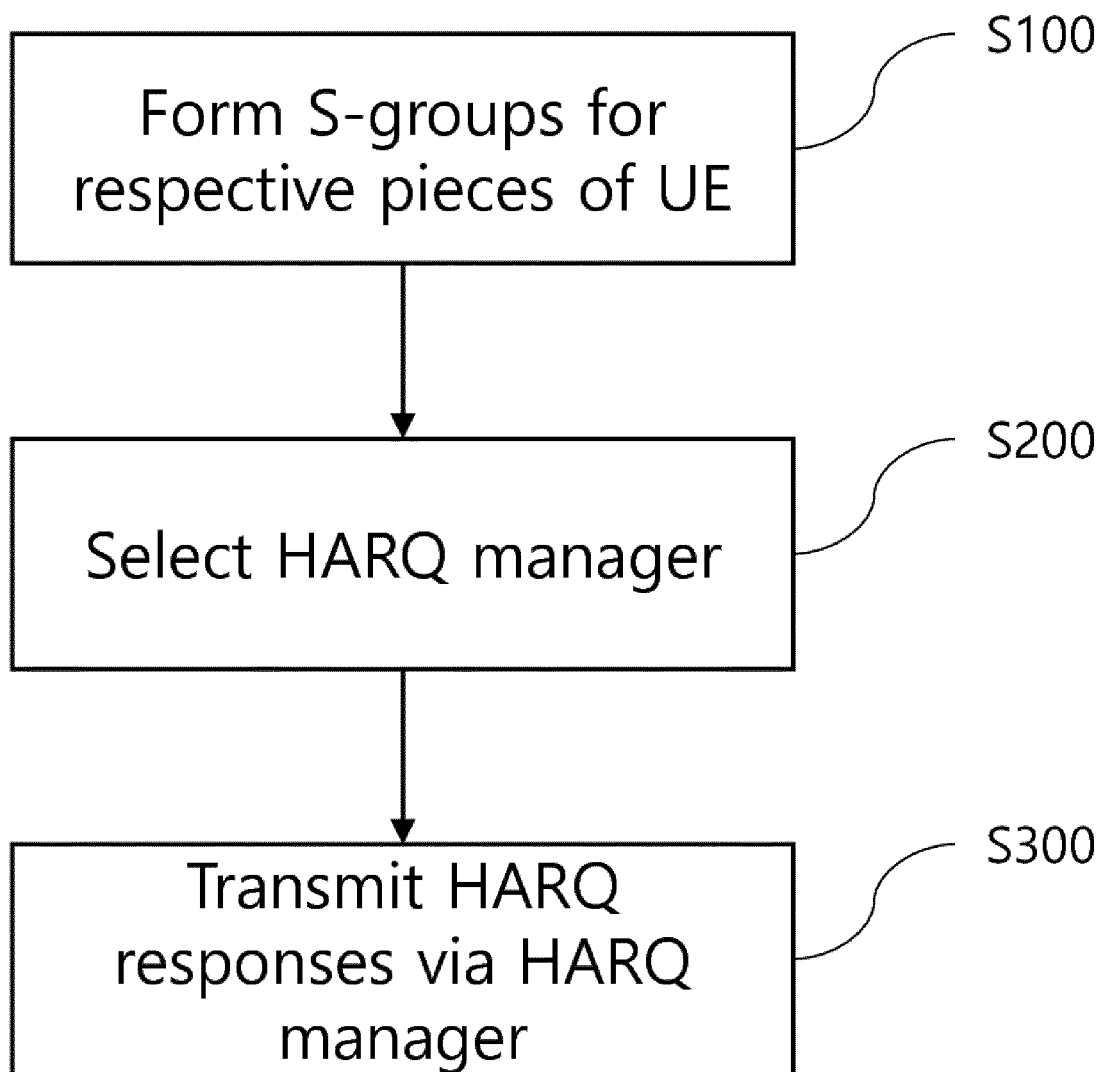 S100
Form S-groups for
respective pieces of UE
S200
Select HARQ manager
S300
Transmit HARQ
responses via HARQ
manager